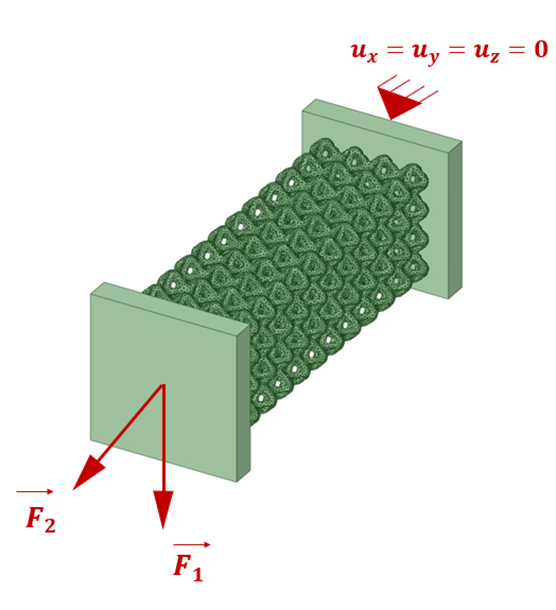 u_x = u_y = u_z = 0
F_2
F_1